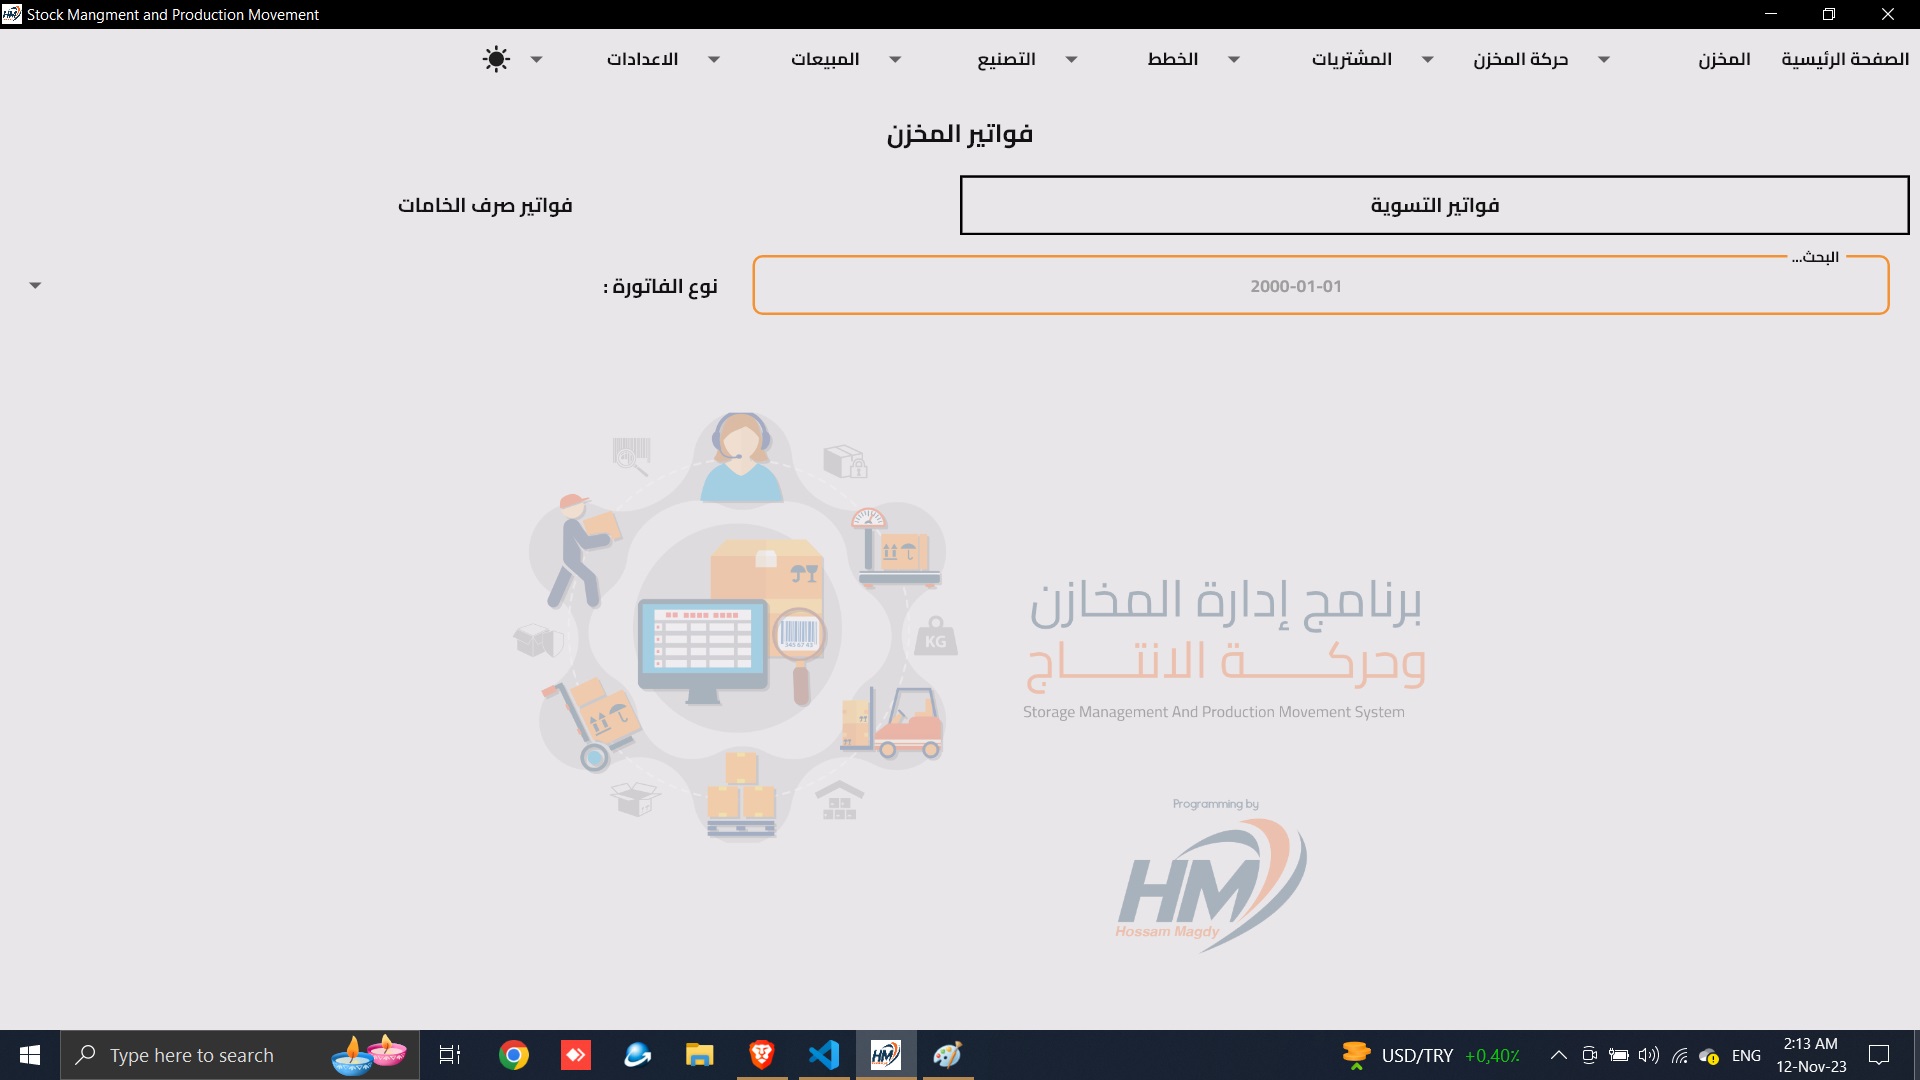 Stock Mangment and Production Movement
الصفحة الرئيسية المخزن حركة المخزن المشتريات الخطط التصنيع المبيعات الاعدادات
فواتير المخزن
فواتير التسوية
فواتير صرف الخامات
البحث...
2000-01-01
نوع الفاتورة :
KG
برنامج إدارة المخازن
وحركـــــة الانتـــــاج
Storage Management And Production Movement System
Programming by
HM
Hossam Magdy
Type here to search
HM
USD/TRY +0,40%
ENG
2:13 AM
12-Nov-23